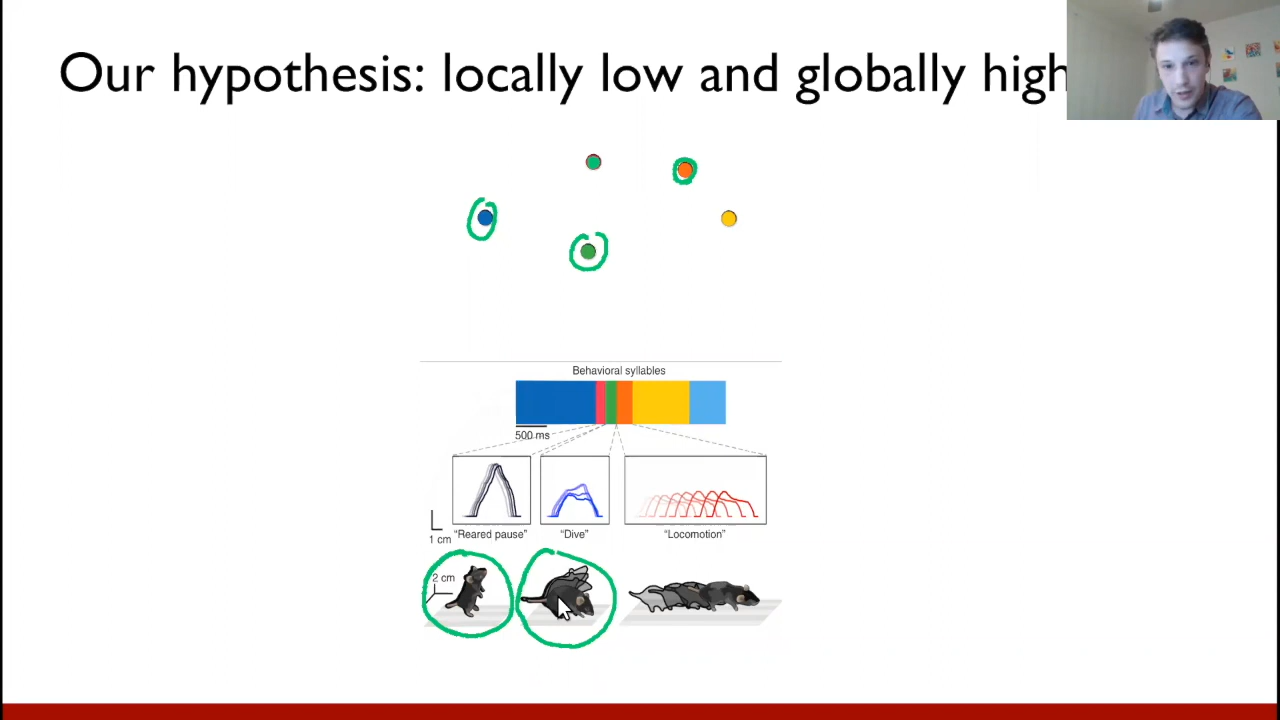 Our hypothesis: locally low and globally high
Behavioral syllables
500 ms
1 cm
“Reared pause”
“Dive”
“Locomotion”
2 cm